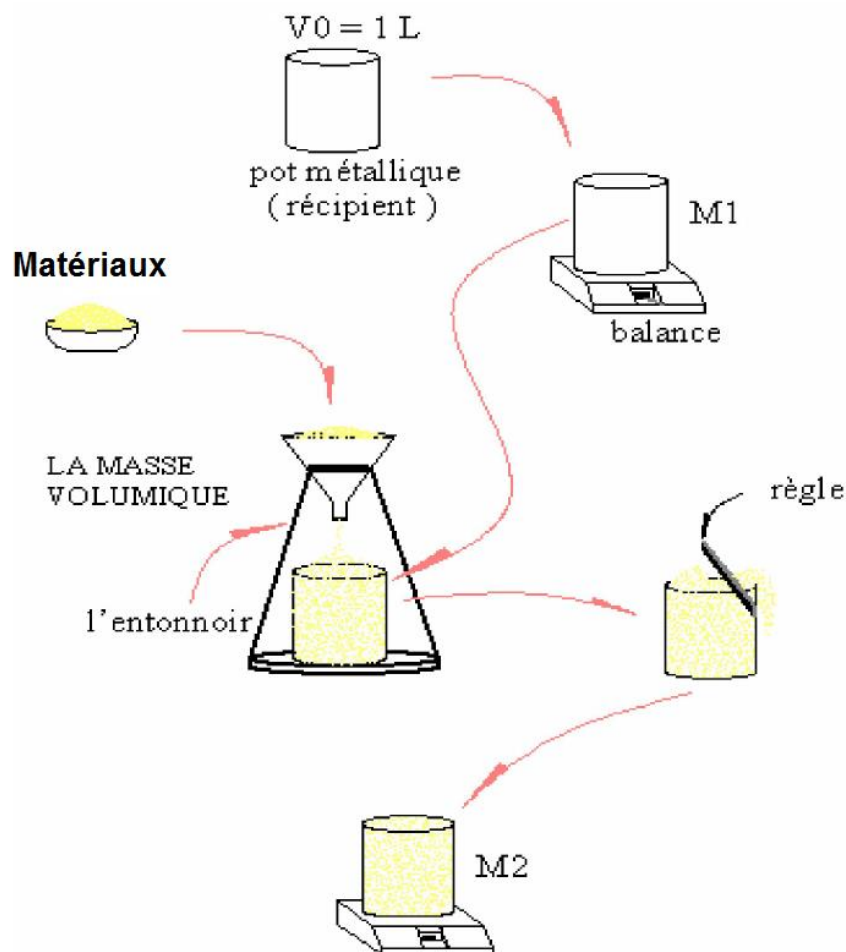 V0 = 1 L
pot métallique
( récipient )
M1
balance
Matériaux
LA MASSE
VOLUMIQUE
règle
l'entonnoir
M2